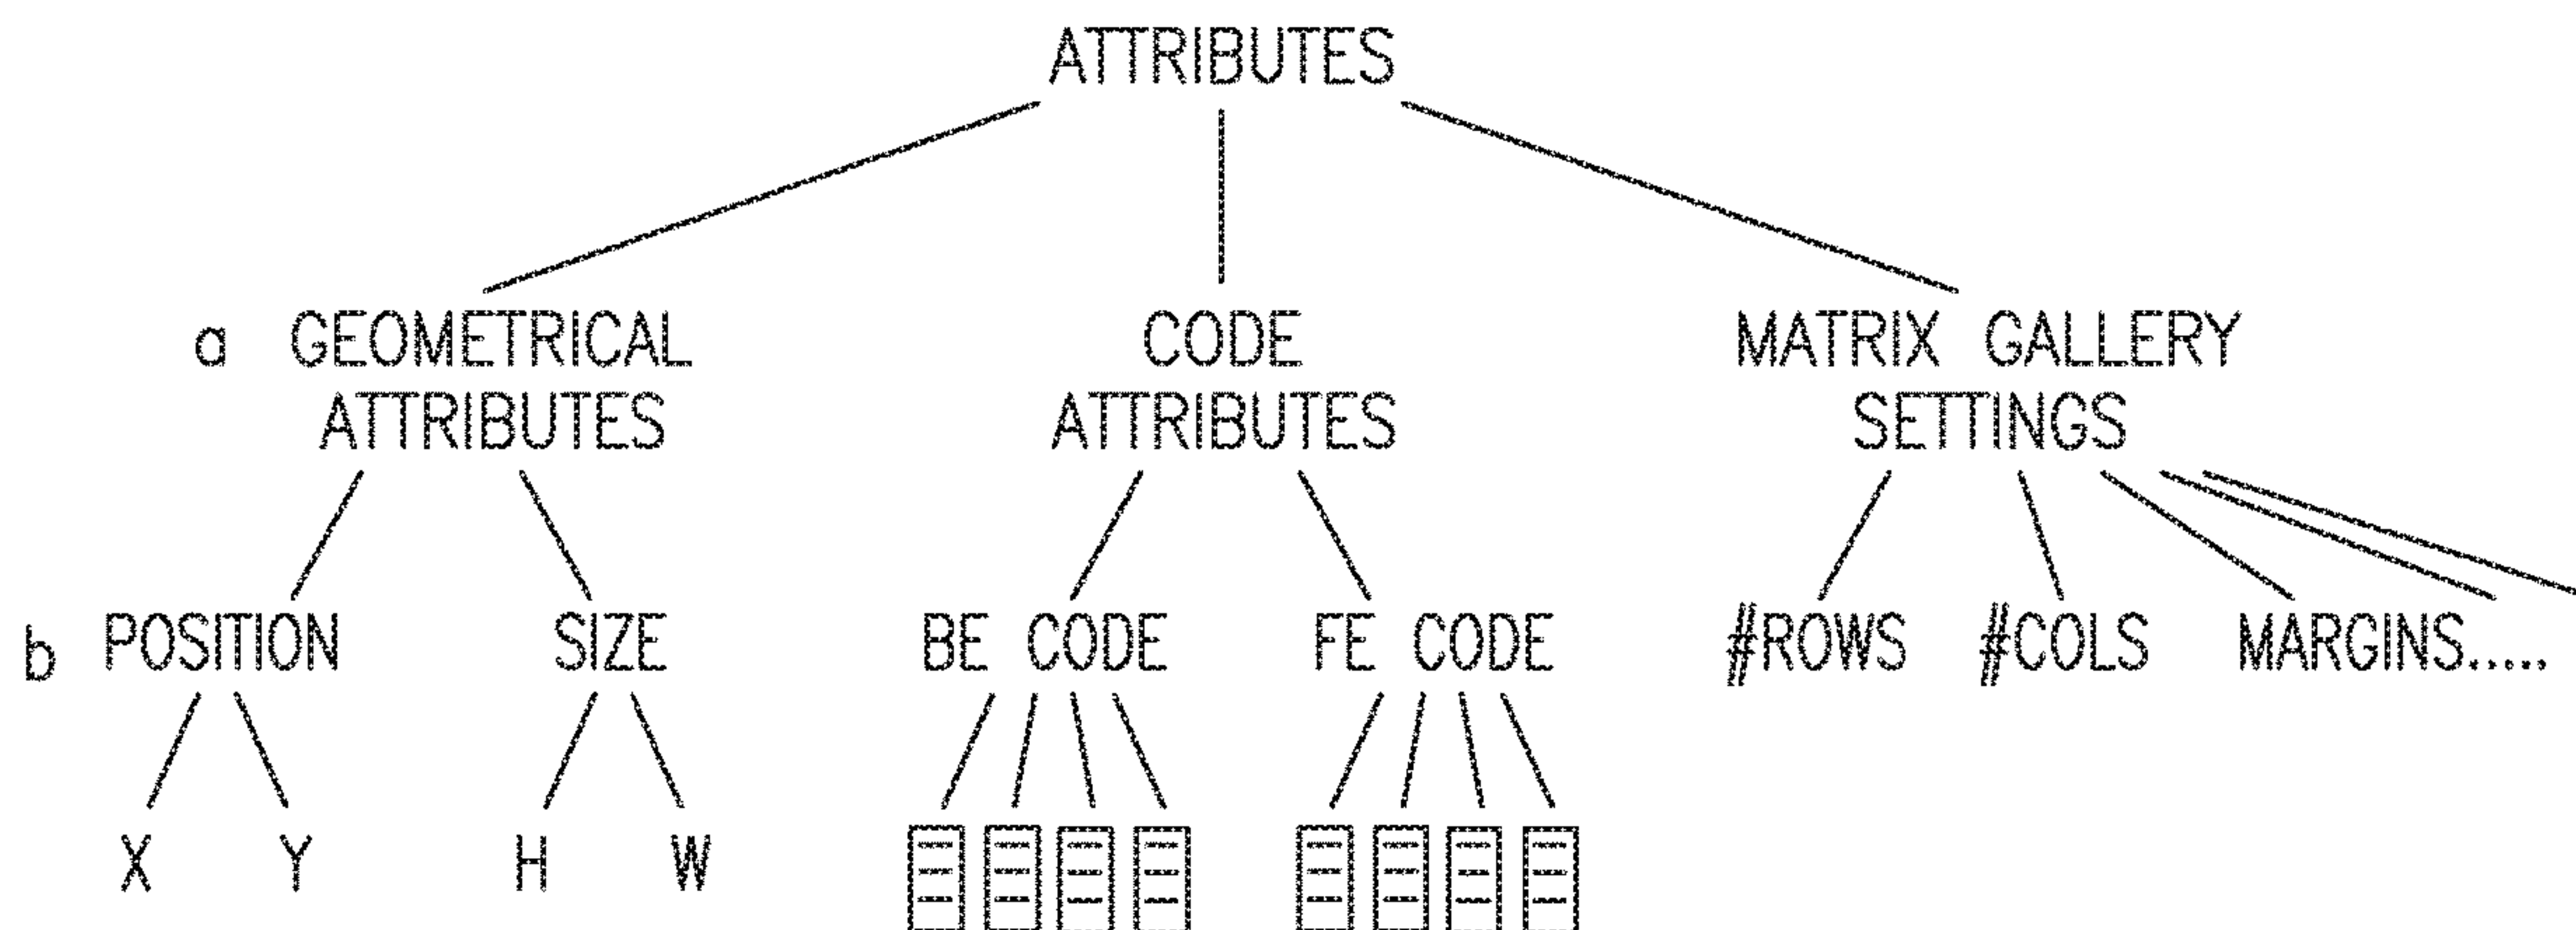 ATTRIBUTES
a GEOMETRICAL ATTRIBUTES
CODE ATTRIBUTES
MATRIX GALLERY SETTINGS
b POSITION SIZE BE CODE FE CODE #ROWS #COLS MARGINS.....
X Y H W